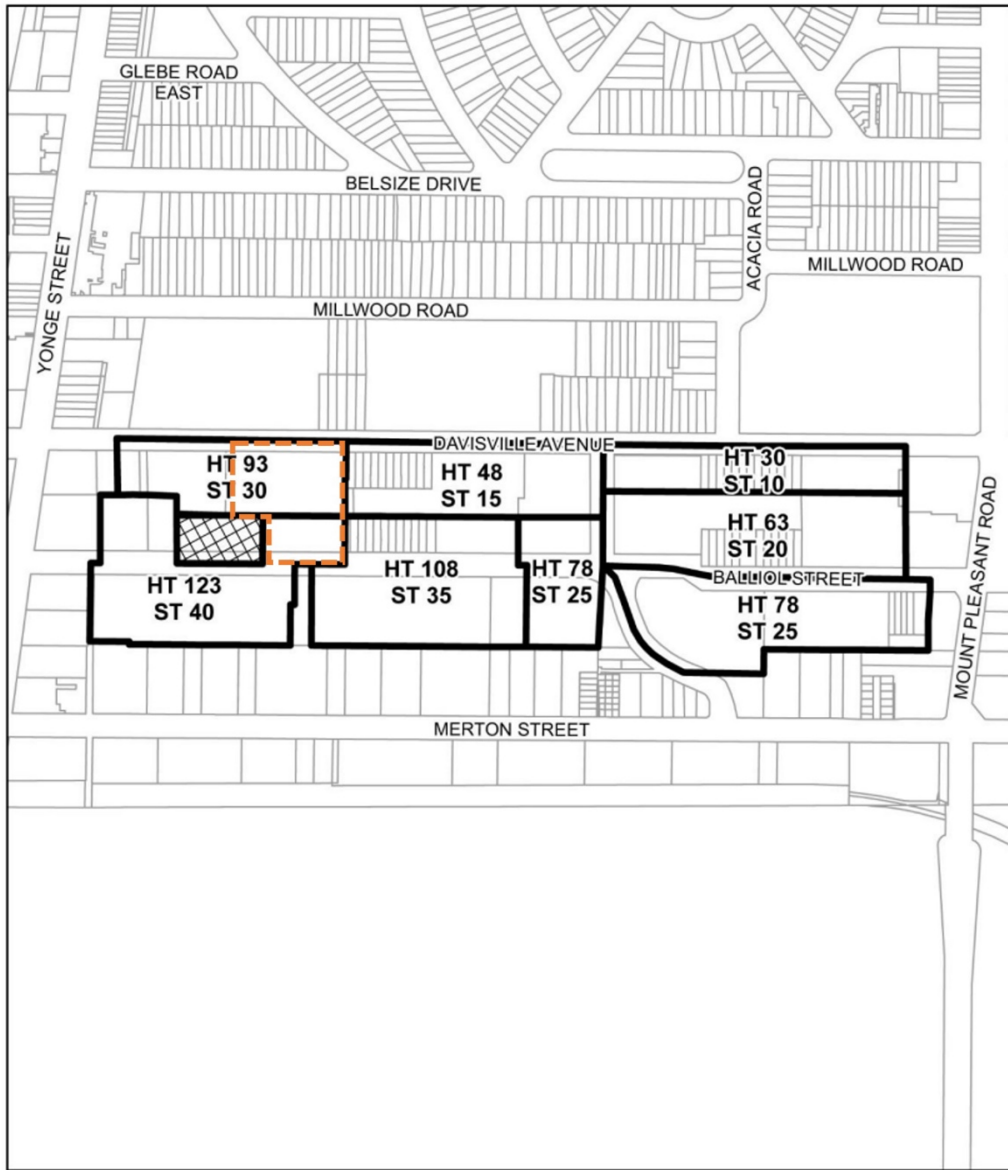 GLEBE ROAD
EAST
BELSIZE DRIVE
ACACIA ROAD
MILLWOOD ROAD
YONGE STREET
MILLWOOD ROAD
DAVISVILLE AVENUE
HT 93
ST 30
HT 48
ST 15
HT 30
ST 10
HT 63
ST 20
HT 123
ST 40
HT 108
ST 35
HT 78
ST 25
BALLIOL STREET
HT 78
ST 25
MOUNT PLEASANT ROAD
MERTON STREET